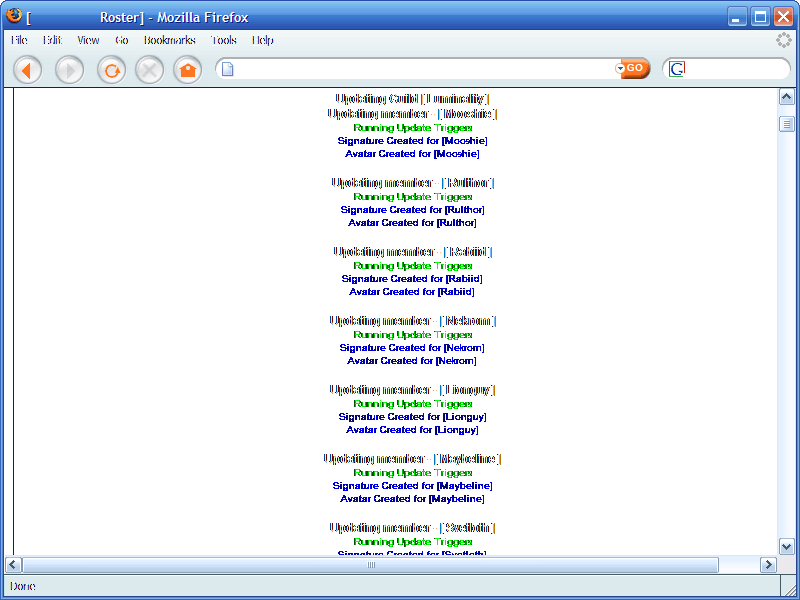 [ Roster] - Mozilla Firefox
File Edit View Go Bookmarks Tools Help
GO
G
Updating Guild [Luminality]
Updating member - [Mooshie]
Running Update Triggers
Signature Created for [Mooshie]
Avatar Created for [Mooshie]
Updating member - [Rulthor]
Running Update Triggers
Signature Created for [Rulthor]
Avatar Created for [Rulthor]
Updating member - [Rabiid]
Running Update Triggers
Signature Created for [Rabiid]
Avatar Created for [Rabiid]
Updating member - [Nekrom]
Running Update Triggers
Signature Created for [Nekrom]
Avatar Created for [Nekrom]
Updating member - [Lionguy]
Running Update Triggers
Signature Created for [Lionguy]
Avatar Created for [Lionguy]
Updating member - [Maybeline]
Running Update Triggers
Signature Created for [Maybeline]
Avatar Created for [Maybeline]
Updating member -
Running Update Triggers
Signature Created for
Done